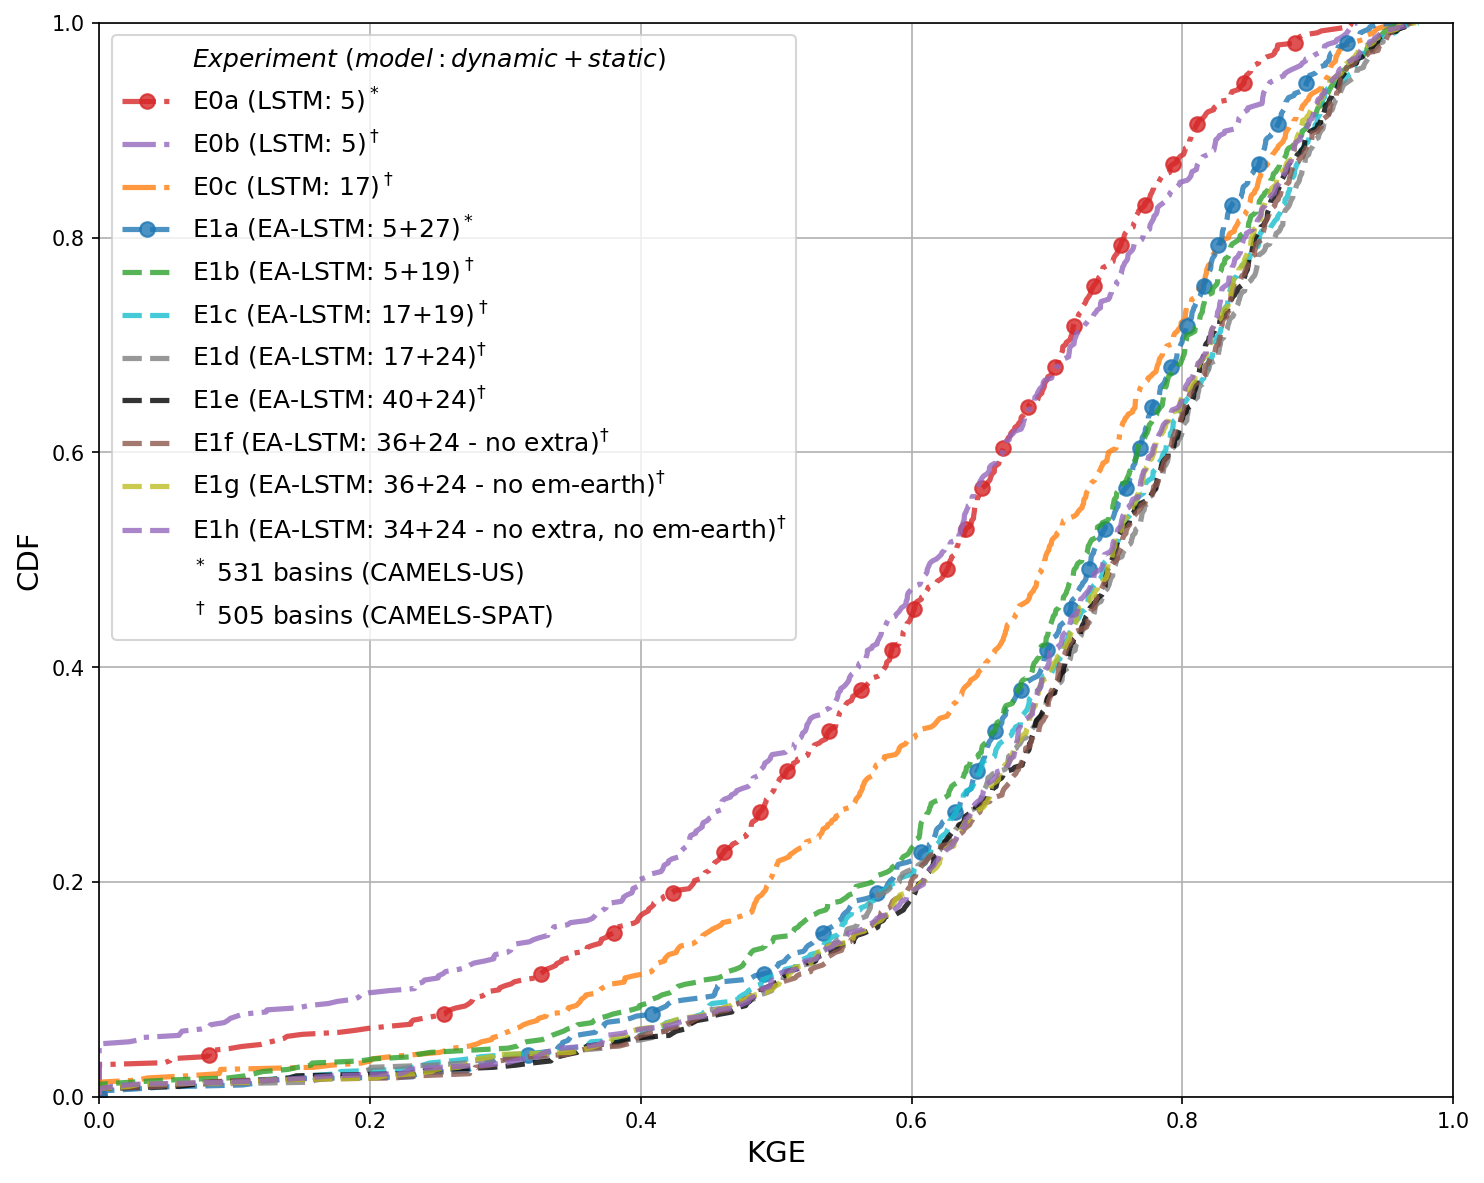 1.0
Experiment (model: dynamic + static)
E0a (LSTM: 5)*
E0b (LSTM: 5)†
E0c (LSTM: 17)†
E1a (EA-LSTM: 5+27)*
E1b (EA-LSTM: 5+19)†
E1c (EA-LSTM: 17+19)†
E1d (EA-LSTM: 17+24)†
E1e (EA-LSTM: 40+24)†
E1f (EA-LSTM: 36+24 - no extra)†
E1g (EA-LSTM: 36+24 - no em-earth)†
E1h (EA-LSTM: 34+24 - no extra, no em-earth)†
* 531 basins (CAMELS-US)
† 505 basins (CAMELS-SPAT)
0.8
0.6
CDF
0.4
0.2
0.0
0.0 0.2 0.4 0.6 0.8 1.0
KGE